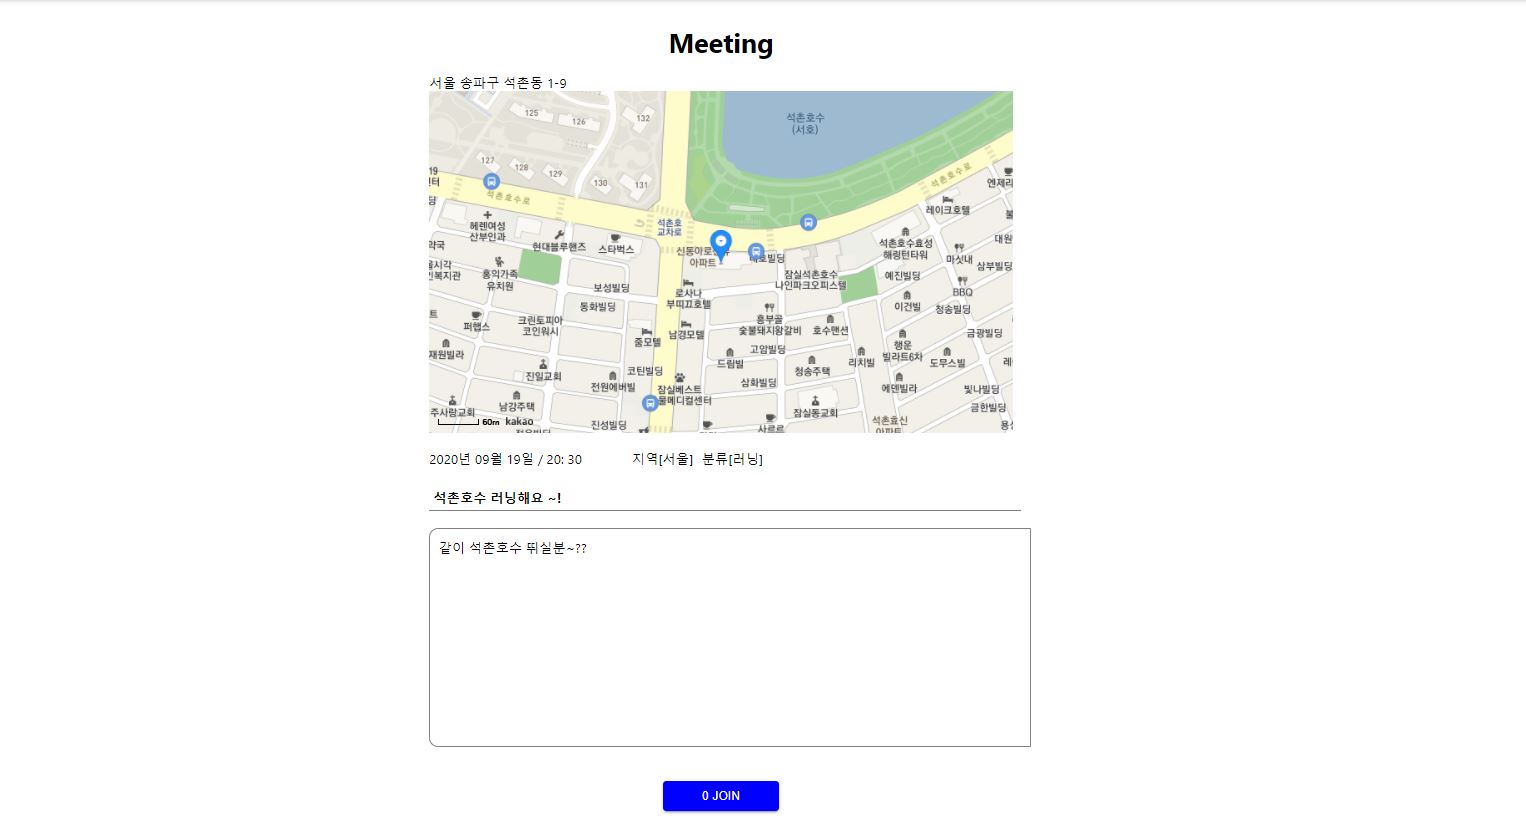 Meeting
서울 송파구 석촌동 1-9
125
126
132
석촌호수
(서호)
127
128
129
130
131
석촌호수로
석촌호수로
엔제리
레이크호텔
헤렌여성
산부인과
현대블루핸즈
스타벅스
석촌호
교차로
아파트
석촌호수효성
해링턴타워
대원
마싯내
삼부빌딩
약국
홍익가족
유치원
보성빌딩
동화빌딩
로사나
부띠끄호텔
잠실석촌호수
나인파크오피스텔
예진빌딩
BBQ
이건빌
청송빌딩
퍼햅스
크린토피아
코인워시
줌모텔
남경모텔
흥부골
숯불돼지왕갈비
호수맨션
금광빌딩
재원빌라
고암빌딩
드림빌
행운
빌라트6차
도무스빌
리치빌
진일교회
전원에버빌
코틴빌딩
삼화빌딩
청송주택
에덴빌라
빛나빌딩
주사랑교회
남강주택
잠실베스트
물메디컬센터
잠실동교회
금한빌딩
진성빌딩
석촌효신
아파트
60m kakao
2020년 09월 19일 / 20: 30 지역[서울] 분류[러닝]
석촌호수 러닝해요 ~!
같이 석촌호수 뛰실분~??
0 JOIN